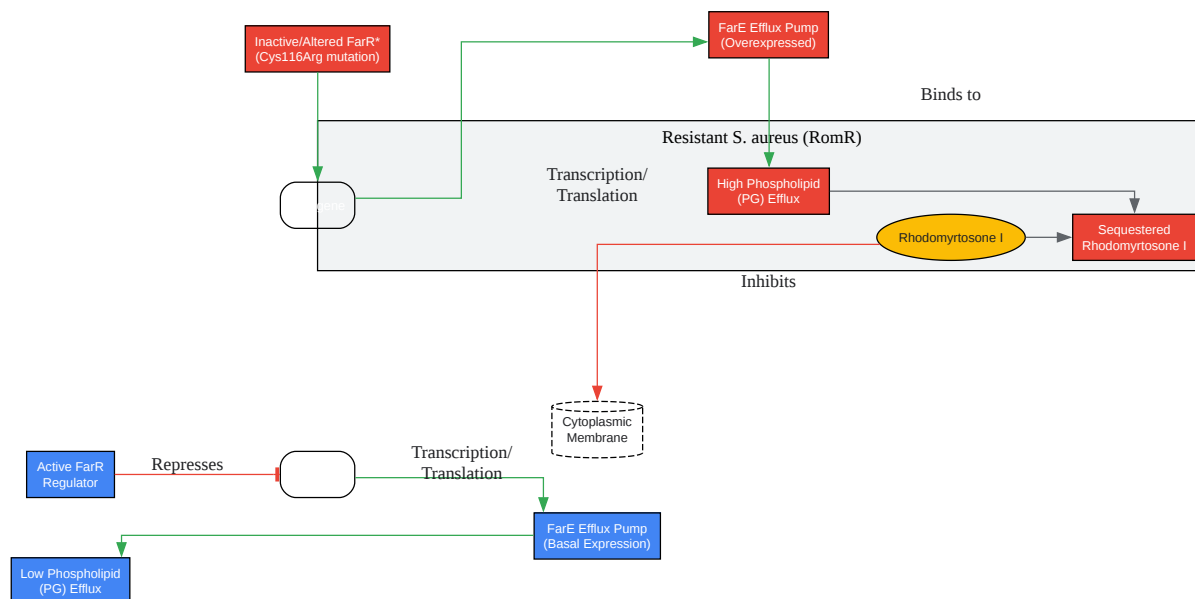 Inactive/Altered FarR*
(Cys116Arg mutation)
FarE Efflux Pump
(Overexpressed)
Binds to
Resistant S. aureus (RomR)
Transcription/
Translation
High Phospholipid
(PG) Efflux
gene
Rhodomyrtosone I
Sequestered
Rhodomyrtosone I
Inhibits
Cytoplasmic
Membrane
Active FarR
Regulator
Represses
Transcription/
Translation
FarE Efflux Pump
(Basal Expression)
Low Phospholipid
(PG) Efflux